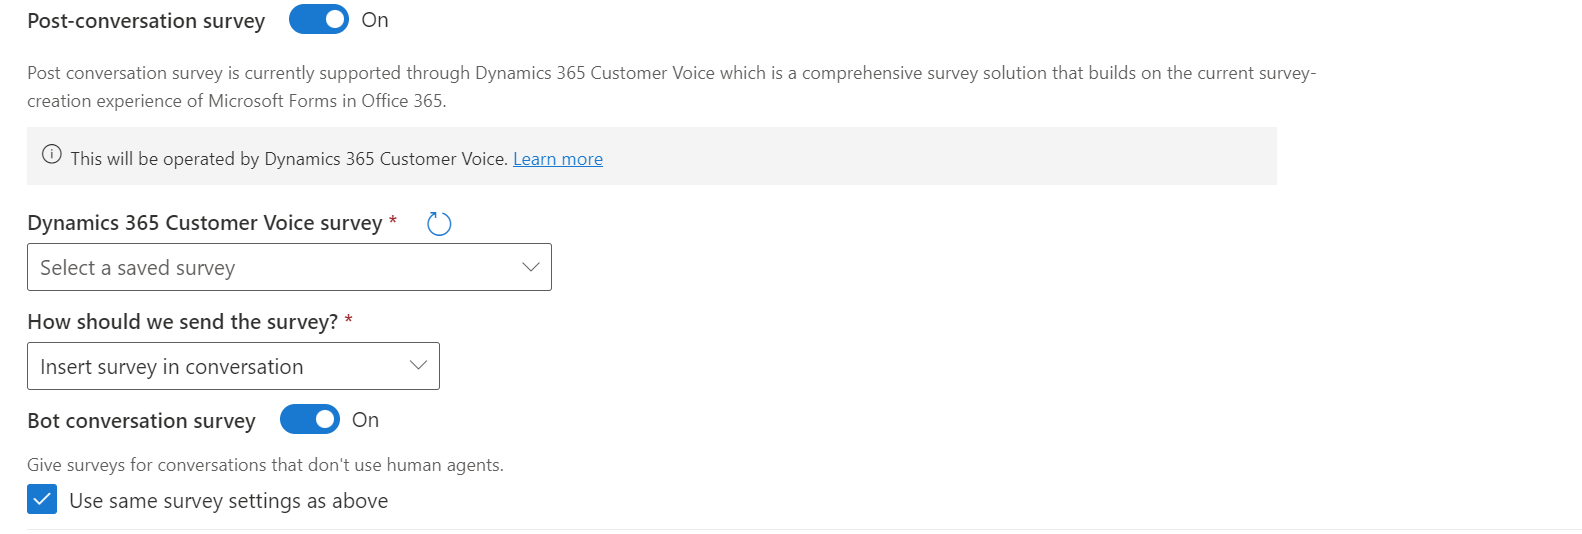 Post-conversation survey On
Post conversation survey is currently supported through Dynamics 365 Customer Voice which is a comprehensive survey solution that builds on the current survey-
creation experience of Microsoft Forms in Office 365.
This will be operated by Dynamics 365 Customer Voice. Learn more
Dynamics 365 Customer Voice survey *
Select a saved survey
How should we send the survey? *
Insert survey in conversation
Bot conversation survey On
Give surveys for conversations that don't use human agents.
Use same survey settings as above